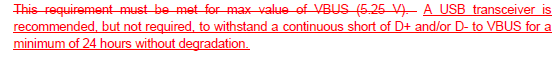 This requirement must be met for max value of VBUS (5.25 V). A USB transceiver is
recommended, but not required, to withstand a continuous short of D+ and/or D- to VBUS for a
minimum of 24 hours without degradation.